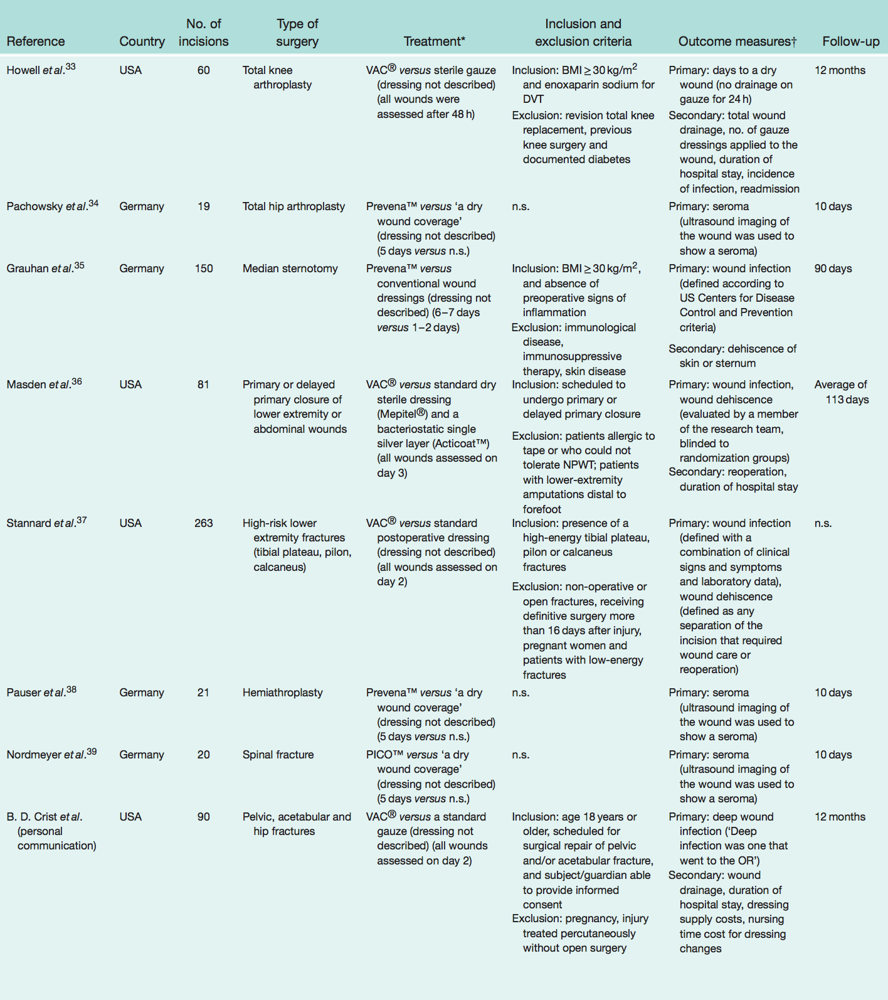 Reference
Country
No. of
incisions
Type of
surgery
Treatment*
Inclusion and
exclusion criteria
Outcome measures†
Follow-up
Howell et al.33
USA
60
Total knee
arthroplasty
VAC® versus sterile gauze
(dressing not described)
(all wounds were
assessed after 48 h)
Inclusion: BMI ≥ 30 kg/m2
and enoxaparin sodium for
DVT
Exclusion: revision total knee
replacement, previous
knee surgery and
documented diabetes
Primary: days to a dry
wound (no drainage on
gauze for 24 h)
Secondary: total wound
drainage, no. of gauze
dressings applied to the
wound, duration of
hospital stay, incidence
of infection, readmission
12 months
Pachowsky et al.34
Germany
19
Total hip arthroplasty
Prevena™ versus ‘a dry
wound coverage’
(dressing not described)
(5 days versus n.s.)
n.s.
Primary: seroma
(ultrasound imaging of
the wound was used to
show a seroma)
10 days
Grauhan et al.35
Germany
150
Median sternotomy
Prevena™ versus
conventional wound
dressings (dressing not
described) (6–7 days
versus 1–2 days)
Inclusion: BMI ≥ 30 kg/m2,
and absence of
preoperative signs of
inflammation
Exclusion: immunological
disease,
immunosuppressive
therapy, skin disease
Primary: wound infection
(defined according to
US Centers for Disease
Control and Prevention
criteria)
Secondary: dehiscence of
skin or sternum
90 days
Masden et al.36
USA
81
Primary or delayed
primary closure of
lower extremity or
abdominal wounds
VAC® versus standard dry
sterile dressing
(Mepitel®) and a
bacteriostatic single
silver layer (Acticoat™)
(all wounds assessed on
day 3)
Inclusion: scheduled to
undergo primary or
delayed primary closure
Exclusion: patients allergic to
tape or who could not
tolerate NPWT; patients
with lower-extremity
amputations distal to
forefoot
Primary: wound infection,
wound dehiscence
(evaluated by a member
of the research team,
blinded to
randomization groups)
Secondary: reoperation,
duration of hospital stay
Average of
113 days
Stannard et al.37
USA
263
High-risk lower
extremity fractures
(tibial plateau, pilon,
calcaneus)
VAC® versus standard
postoperative dressing
(dressing not described)
(all wounds assessed on
day 2)
Inclusion: presence of a
high-energy tibial plateau,
pilon or calcaneus
fractures
Exclusion: non-operative or
open fractures, receiving
definitive surgery more
than 16 days after injury,
pregnant women and
patients with low-energy
fractures
Primary: wound infection
(defined with a
combination of clinical
signs and symptoms
and laboratory data),
wound dehiscence
(defined as any
separation of the
incision that required
wound care or
reoperation)
n.s.
Pauser et al.38
Germany
21
Hemiathroplasty
Prevena™ versus ‘a dry
wound coverage’
(dressing not described)
(5 days versus n.s.)
n.s.
Primary: seroma
(ultrasound imaging of
the wound was used to
show a seroma)
10 days
Nordmeyer et al.39
Germany
20
Spinal fracture
PICO™ versus ‘a dry
wound coverage’
(dressing not described)
(5 days versus n.s.)
n.s.
Primary: seroma
(ultrasound imaging of
the wound was used to
show a seroma)
10 days
B. D. Crist et al.
(personal
communication)
USA
90
Pelvic, acetabular and
hip fractures
VAC® versus a standard
gauze (dressing not
described) (all wounds
assessed on day 2)
Inclusion: age 18 years or
older, scheduled for
surgical repair of pelvic
and/or acetabular fracture,
and subject/guardian able
to provide informed
consent
Exclusion: pregnancy, injury
treated percutaneously
without open surgery
Primary: deep wound
infection (‘Deep
infection was one that
went to the OR’)
Secondary: wound
drainage, duration of
hospital stay, dressing
supply costs, nursing
time cost for dressing
changes
12 months